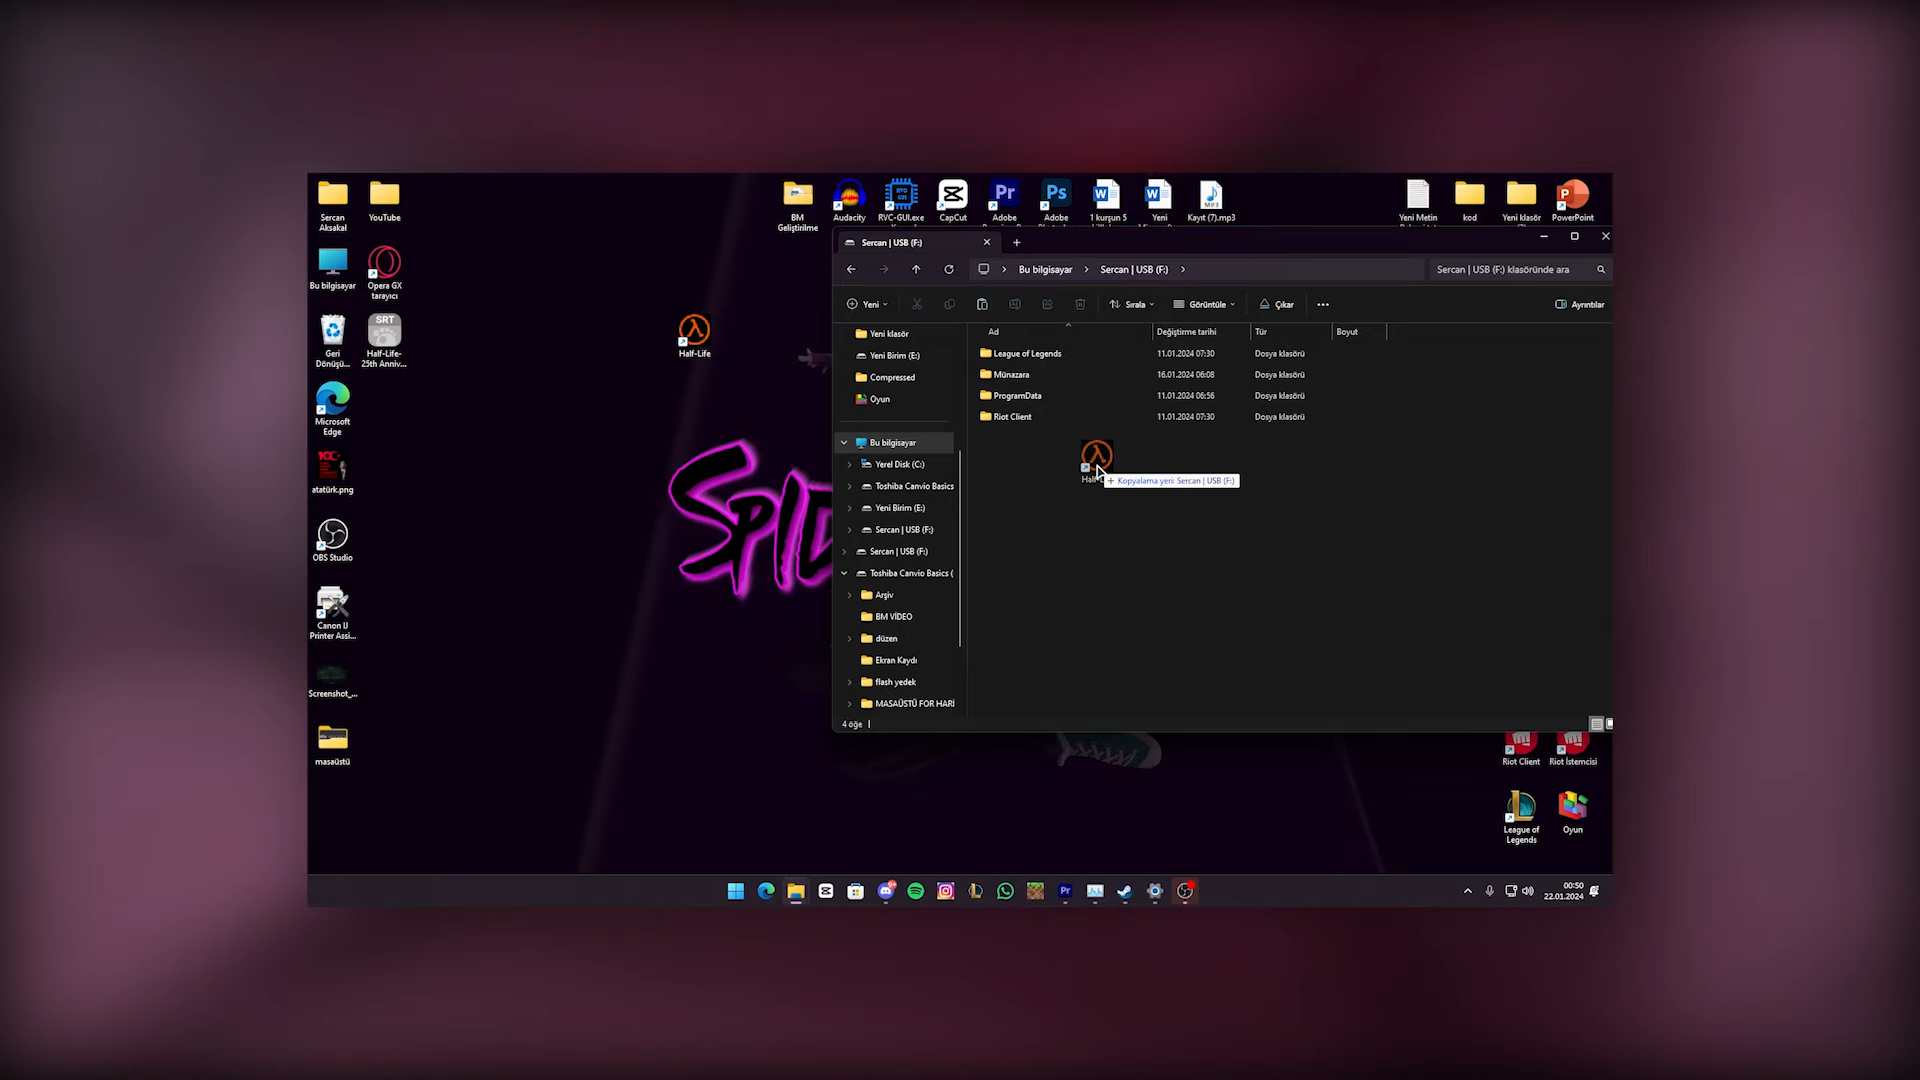 Sercan
Aksakal
YouTube
BM
Geliştirilme
Audacity
RVC-GUI.exe
CapCut
Adobe
Adobe
1 kurşun 5
Yeni
Kayıt (7).mp3
Yeni Metin
kod
Yeni klasör
PowerPoint
Bu bilgisayar
Opera GX
tarayıcı
Geri
Dönüşü...
SRT
Half-Life-
25th Anniv...
Microsoft
Edge
atatürk.png
OBS Studio
Canon IJ
Printer Assi...
Screenshot_...
masaüstü
Half-Life
SPID
Sercan | USB (F:)
Bu bilgisayar
Sercan | USB (F:)
Sercan | USB (F:) klasöründe ara
Yeni
Sırala
Görüntüle
Çıkar
Ayrıntılar
Yeni klasör
Yeni Birim (E:)
Compressed
Oyun
Bu bilgisayar
Yerel Disk (C:)
Toshiba Canvio Basics
Yeni Birim (E:)
Sercan | USB (F:)
Sercan | USB (F:)
Toshiba Canvio Basics (
Arşiv
BM VİDEO
düzen
Ekran Kaydı
flash yedek
MASAÜSTÜ FOR HARİ
Ad Değiştirme tarihi Tür Boyut
League of Legends 11.01.2024 07:30 Dosya klasörü
Münazara 16.01.2024 06:08 Dosya klasörü
ProgramData 11.01.2024 06:56 Dosya klasörü
Riot Client 11.01.2024 07:30 Dosya klasörü
+ Kopyalama yeri: Sercan | USB (F:)
4 öğe
Riot Client
Riot İstemcisi
League of
Legends
Oyun
00:50
22.01.2024